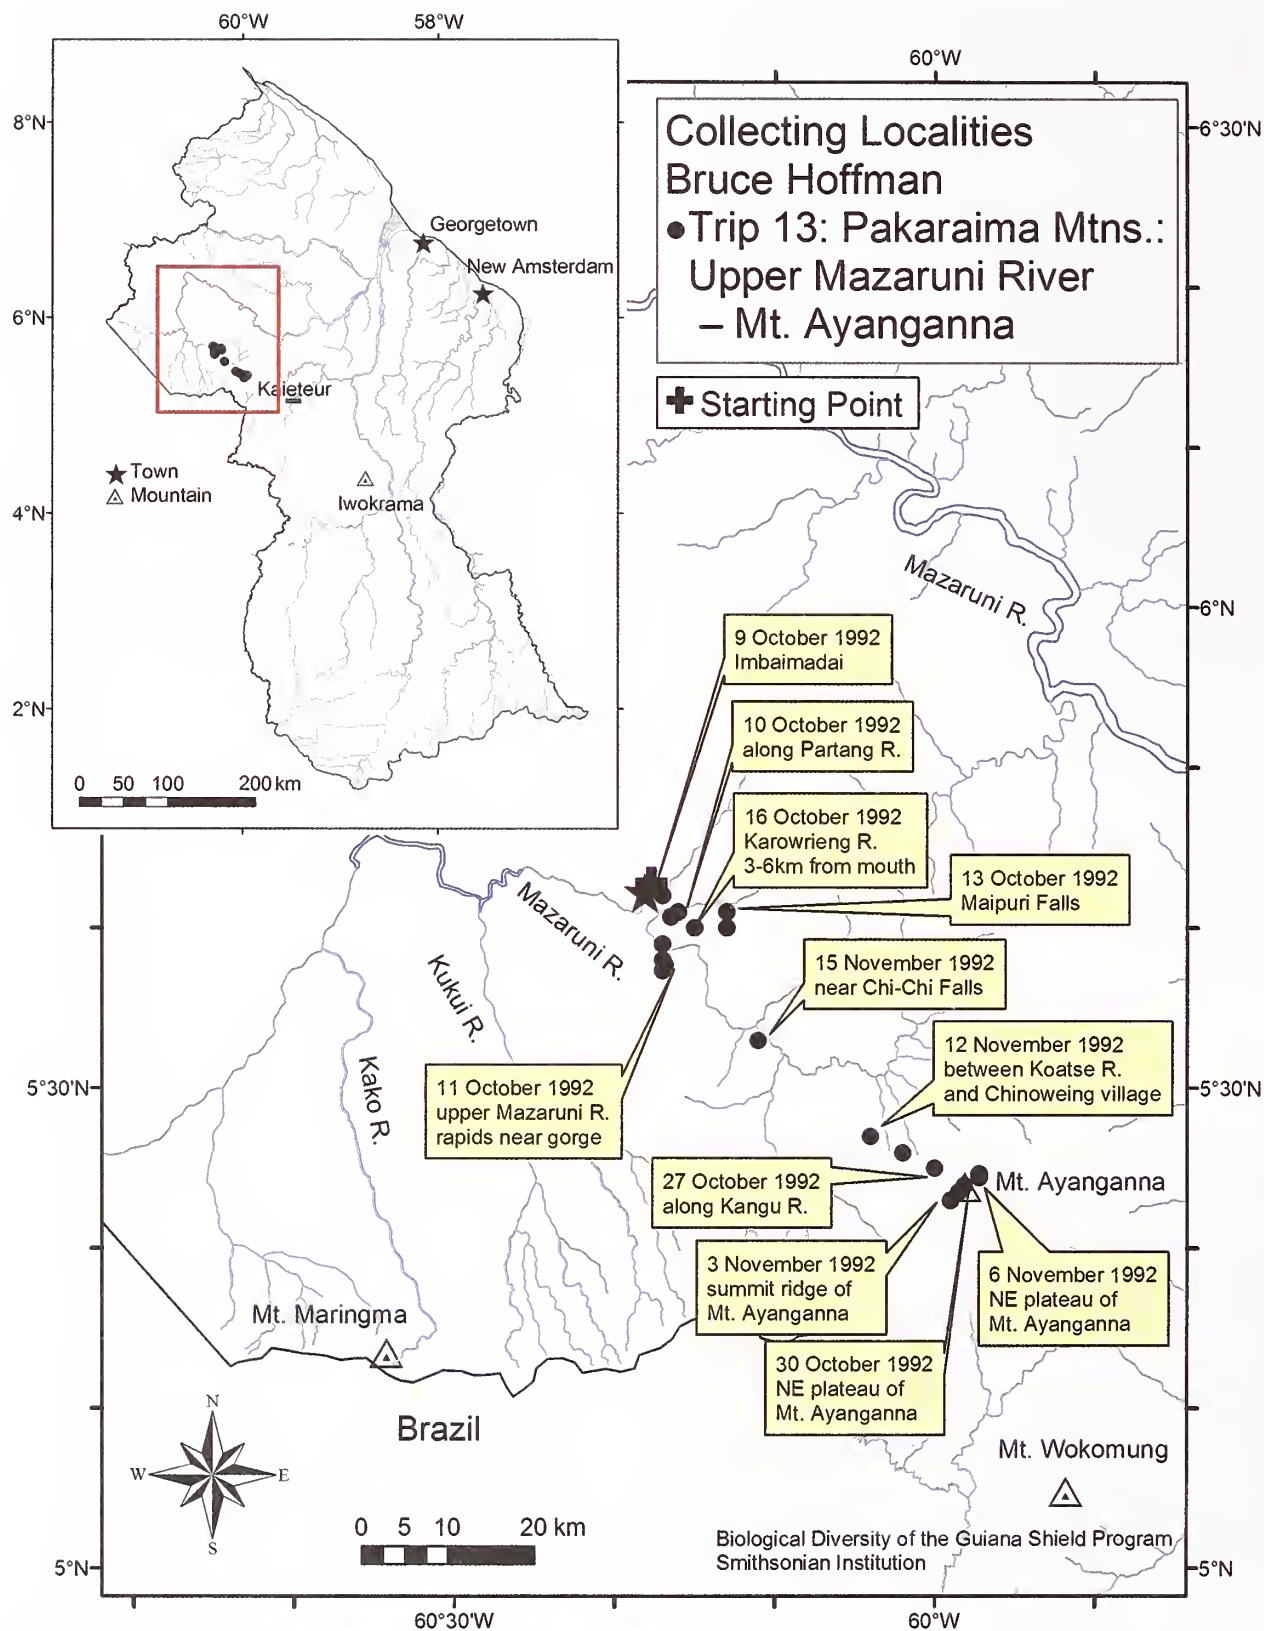 60°W
58°W
8°N
6°N
4°N
2°N
Georgetown
New Amsterdam
Kaieteur
Town
Mountain
Iwokrama
0 50 100 200 km
60°W
Collecting Localities
Bruce Hoffman
Trip 13: Pakaraima Mtns.:
Upper Mazaruni River
– Mt. Ayanganna
Starting Point
6°30'N
Mazaruni R.
6°N
9 October 1992
Imbaimadai
10 October 1992
along Partang R.
16 October 1992
Karowrieng R.
3-6km from mouth
13 October 1992
Maipuri Falls
Mazaruni R.
Kukui R.
Kako R.
15 November 1992
near Chi-Chi Falls
12 November 1992
between Koatse R.
and Chinoweing village
5°30'N
5°30'N
11 October 1992
upper Mazaruni R.
rapids near gorge
27 October 1992
along Kangu R.
Mt. Ayanganna
3 November 1992
summit ridge of
Mt. Ayanganna
6 November 1992
NE plateau of
Mt. Ayanganna
30 October 1992
NE plateau of
Mt. Ayanganna
Mt. Maringma
Brazil
N
W E
S
Mt. Wokomung
0 5 10 20 km
Biological Diversity of the Guiana Shield Program
Smithsonian Institution
5°N
5°N
60°30'W
60°W